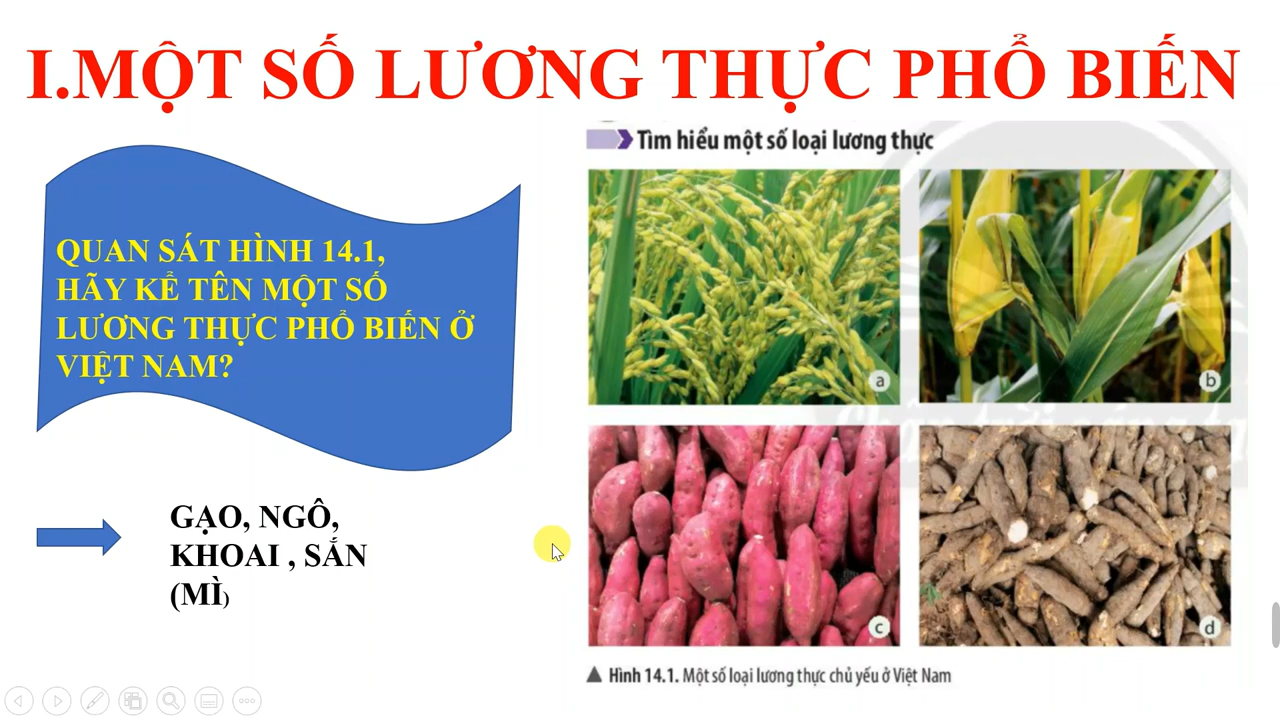 I.MỘT SỐ LƯƠNG THỰC PHỔ BIẾN
QUAN SÁT HÌNH 14.1,
HÃY KỂ TÊN MỘT SỐ
LƯƠNG THỰC PHỔ BIẾN Ở
VIỆT NAM?
GẠO, NGÔ,
KHOAI , SẮN
(MÌ)
Tìm hiểu một số loại lương thực
a
b
c
d
Hình 14.1. Một số loại lương thực chủ yếu ở Việt Nam